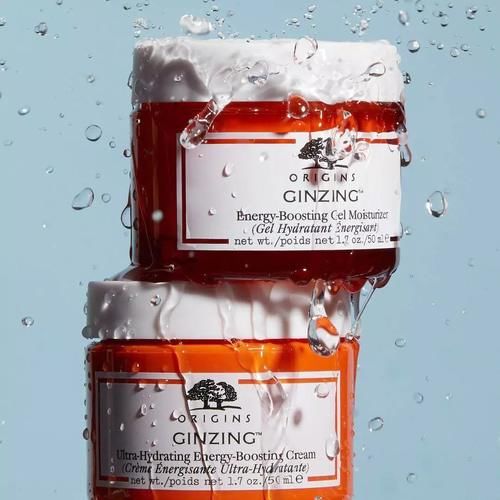 ORIGINS
GINZING™
Energy-Boosting Gel Moisturizer
(Gel Hydratant Énergisant)
net wt./poids net 1.7 oz./50 ml e
ORIGINS
GINZING™
Ultra-Hydrating Energy-Boosting Cream
(Crème Énergisante Ultra-Hydratante)
net wt./poids net 1.7 oz./50 ml e